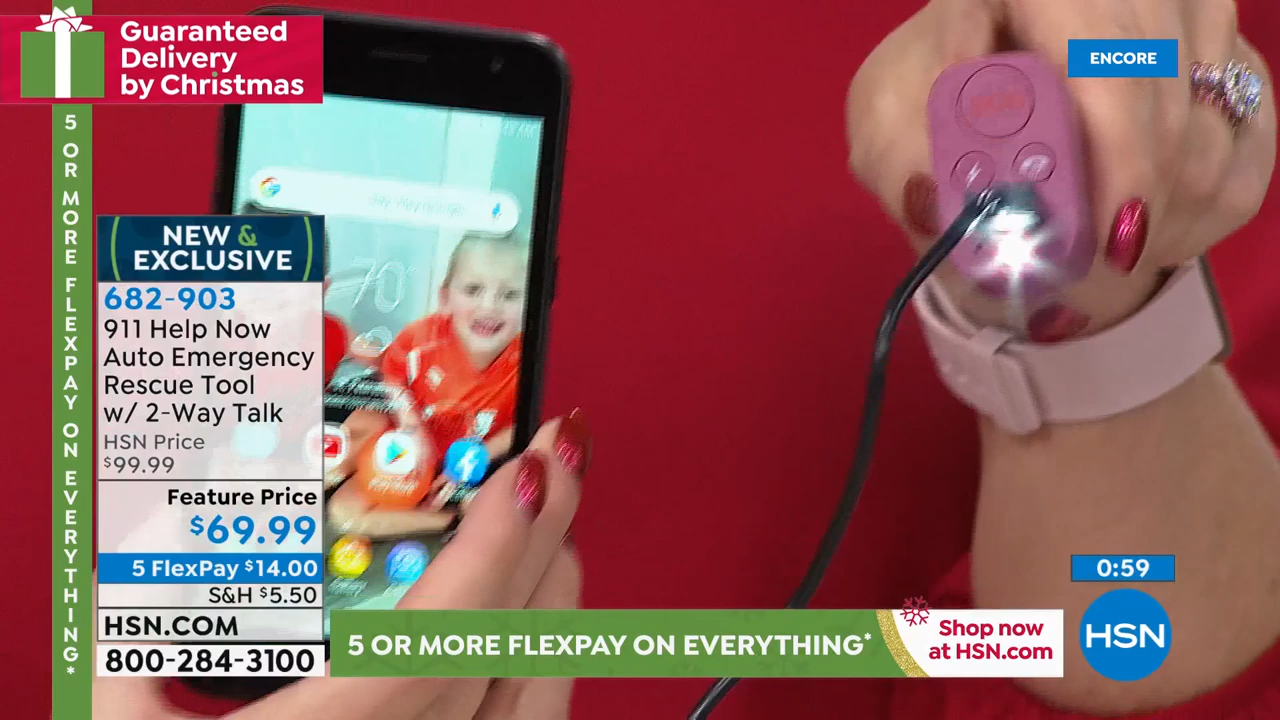 Guaranteed
Delivery
by Christmas
5 OR MORE FLEXPAY ON EVERYTHING*
NEW &
EXCLUSIVE
682-903
911 Help Now
Auto Emergency
Rescue Tool
w/ 2-Way Talk
HSN Price
$99.99
Feature Price
$69.99
5 FlexPay $14.00
S&H $5.50
HSN.COM
800-284-3100
70°
ENCORE
5 OR MORE FLEXPAY ON EVERYTHING*
Shop now
at HSN.com
0:59
HSN